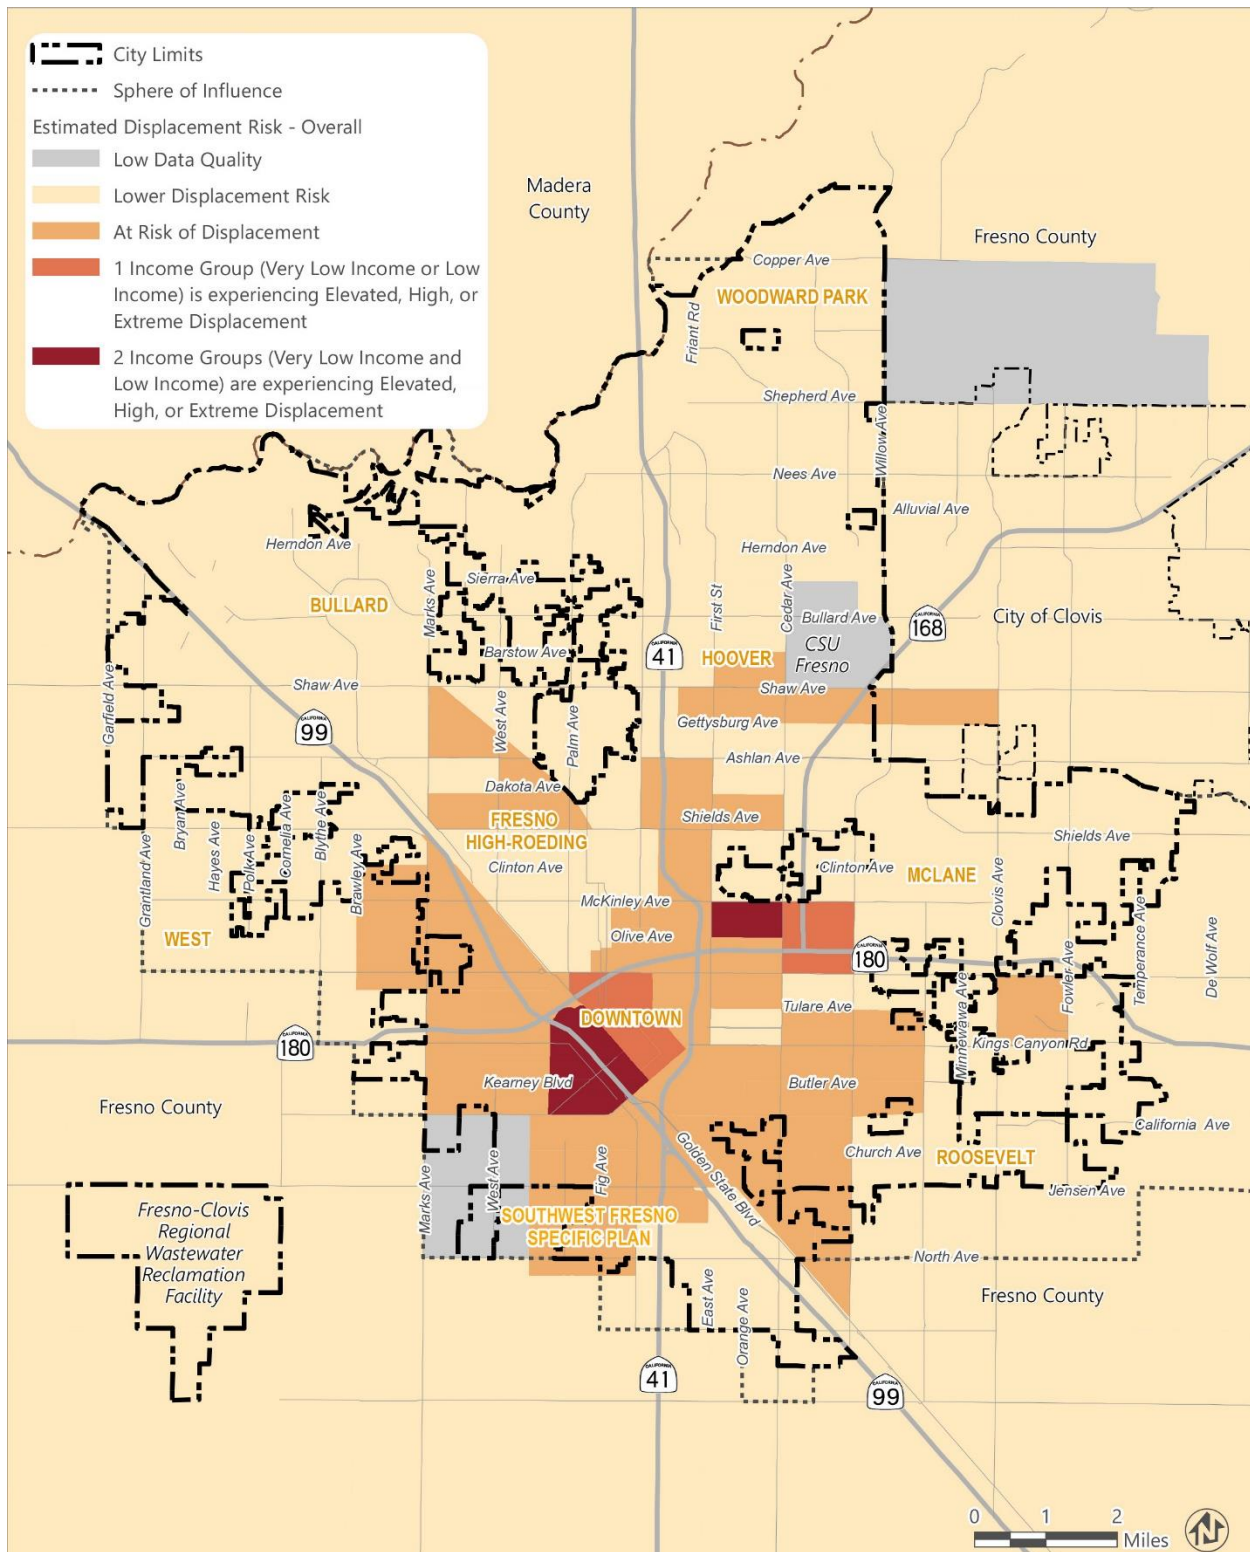 City Limits
Sphere of Influence
Estimated Displacement Risk - Overall
Low Data Quality
Lower Displacement Risk
At Risk of Displacement
1 Income Group (Very Low Income or Low
Income) is experiencing Elevated, High, or
Extreme Displacement
2 Income Groups (Very Low Income and
Low Income) are experiencing Elevated,
High, or Extreme Displacement
Madera
County
Fresno County
Copper Ave
WOODWARD PARK
Friant Rd
Shepherd Ave
Willow Ave
Nees Ave
Alluvial Ave
Herndon Ave
Herndon Ave
Sierra Ave
BULLARD
Marks Ave
First St
Cedar Ave
Bullard Ave
CALIFORNIA
168
City of Clovis
CSU
Fresno
CALIFORNIA
41
HOOVER
Barstow Ave
Shaw Ave
Shaw Ave
Garfield Ave
West Ave
Palm Ave
Gettysburg Ave
CALIFORNIA
99
Ashlan Ave
Dakota Ave
Shields Ave
FRESNO
HIGH-ROEDING
Shields Ave
Bryan Ave
Hayes Ave
Polk Ave
Cornelia Ave
Blythe Ave
Brawley Ave
Grantland Ave
Clinton Ave
Clinton Ave
MCLANE
Clovis Ave
McKinley Ave
WEST
Olive Ave
CALIFORNIA
180
Fowler Ave
Temperance Ave
De Wolf Ave
Tulare Ave
DOWNTOWN
Minnewawa Ave
Kings Canyon Rd
CALIFORNIA
180
Kearney Blvd
Butler Ave
Fresno County
California Ave
Church Ave
ROOSEVELT
Golden State Blvd
Fig Ave
West Ave
Marks Ave
Jensen Ave
Fresno-Clovis
Regional
Wastewater
Reclamation
Facility
SOUTHWEST FRESNO
SPECIFIC PLAN
North Ave
East Ave
Orange Ave
Fresno County
CALIFORNIA
41
CALIFORNIA
99
0 1 2
Miles
N